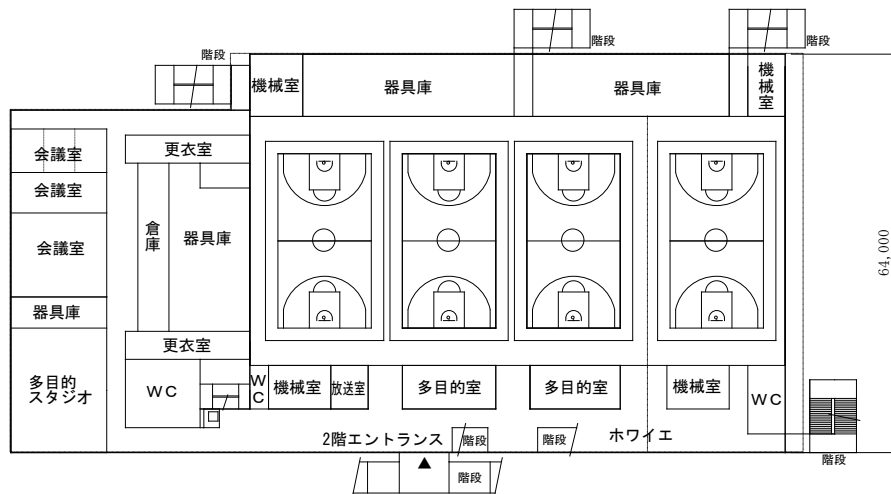 階段
階段
階段
機械室
器具庫
器具庫
機械室
会議室
更衣室
会議室
倉庫
器具庫
会議室
器具庫
更衣室
多目的
スタジオ
WC
WC
機械室
放送室
多目的室
多目的室
機械室
WC
2階エントランス
階段
階段
ホワイエ
階段
階段
64,000